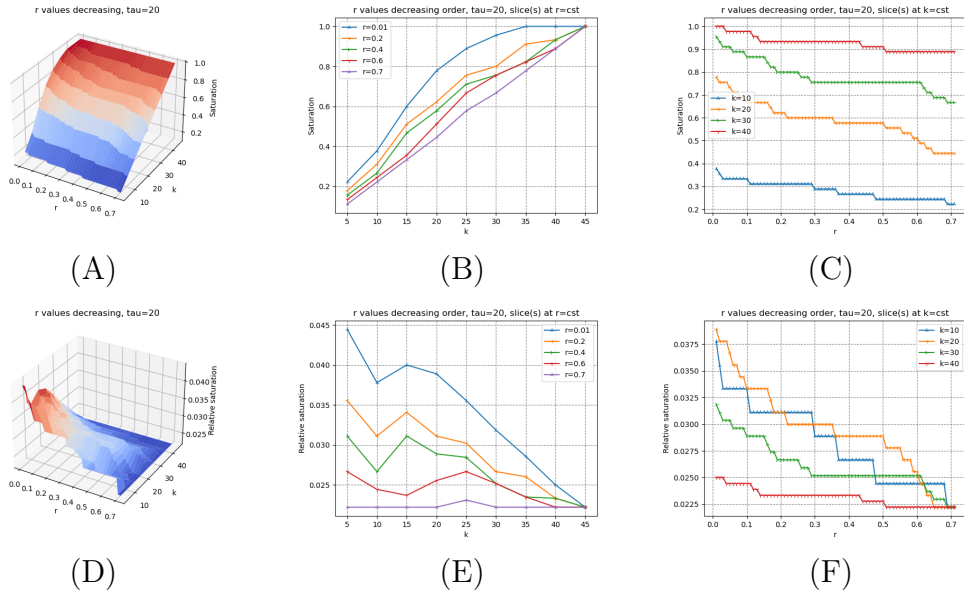 r values decreasing, tau=20
1.0
0.8
0.6
0.4
0.2
Saturation
40
30
20
10
k
0.0 0.1 0.2 0.3 0.4 0.5 0.6 0.7
r
(A)
r values decreasing order, tau=20, slice(s) at r=cst
r=0.01
r=0.2
r=0.4
r=0.6
r=0.7
1.0
0.8
0.6
0.4
0.2
Saturation
5 10 15 20 25 30 35 40 45
k
(B)
r values decreasing order, tau=20, slice(s) at k=cst
1.0
0.9
0.8
0.7
0.6
0.5
0.4
0.3
0.2
Saturation
k=10
k=20
k=30
k=40
0.0 0.1 0.2 0.3 0.4 0.5 0.6 0.7
r
(C)
r values decreasing, tau=20
0.040
0.035
0.030
0.025
Relative saturation
40
30
20
10
k
0.0 0.1 0.2 0.3 0.4 0.5 0.6 0.7
r
(D)
r values decreasing order, tau=20, slice(s) at r=cst
r=0.01
r=0.2
r=0.4
r=0.6
r=0.7
0.045
0.040
0.035
0.030
0.025
Relative saturation
5 10 15 20 25 30 35 40 45
k
(E)
r values decreasing order, tau=20, slice(s) at k=cst
k=10
k=20
k=30
k=40
0.0375
0.0350
0.0325
0.0300
0.0275
0.0250
0.0225
Relative saturation
0.0 0.1 0.2 0.3 0.4 0.5 0.6 0.7
r
(F)